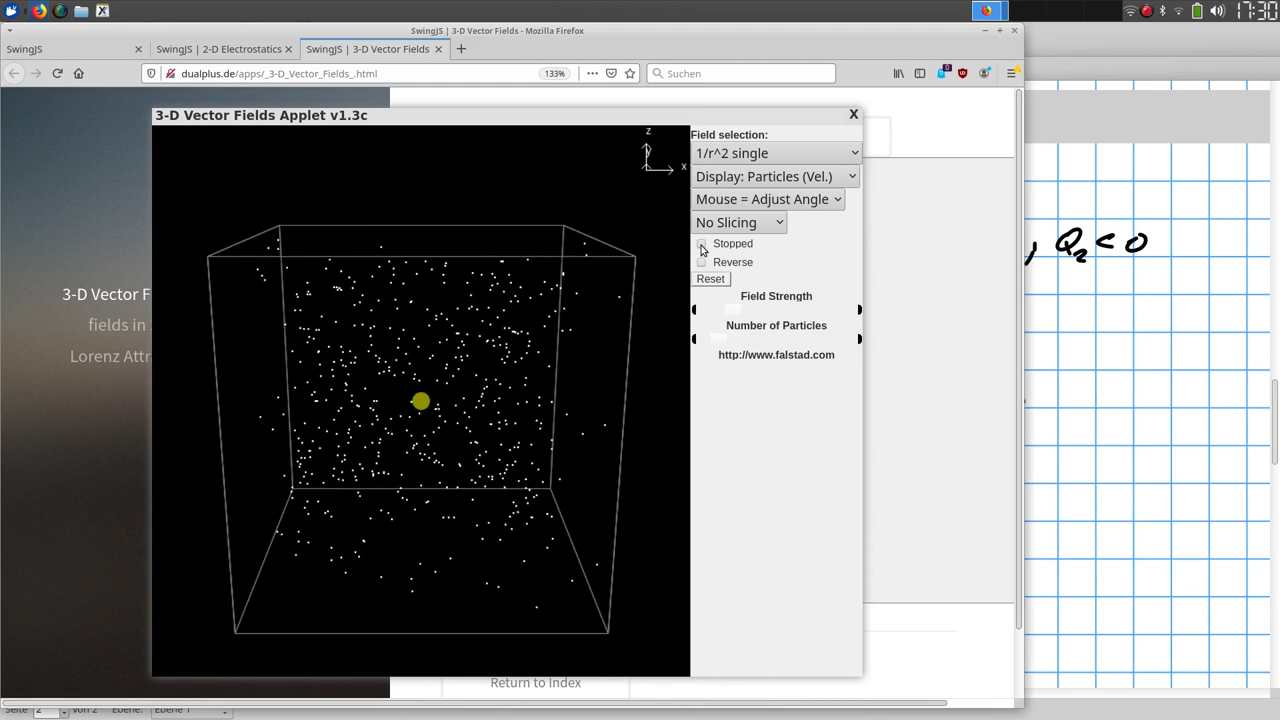 17:30
SwingJS | 3-D Vector Fields - Mozilla Firefox
SwingJS
SwingJS | 2-D Electrostatics
SwingJS | 3-D Vector Fields
dualplus.de/apps/_3-D_Vector_Fields_.html
133%
Suchen
0
3-D Vector Fields Applet v1.3c
X
z
y
x
Field selection:
1/r^2 single
Display: Particles (Vel.)
Mouse = Adjust Angle
No Slicing
Stopped
Reverse
Reset
Field Strength
Number of Particles
http://www.falstad.com
3-D Vector F
fields in
Lorenz Attra
, Q₂ < 0
Return to Index
Seite 2 von 2 Ebene: Ebene 1